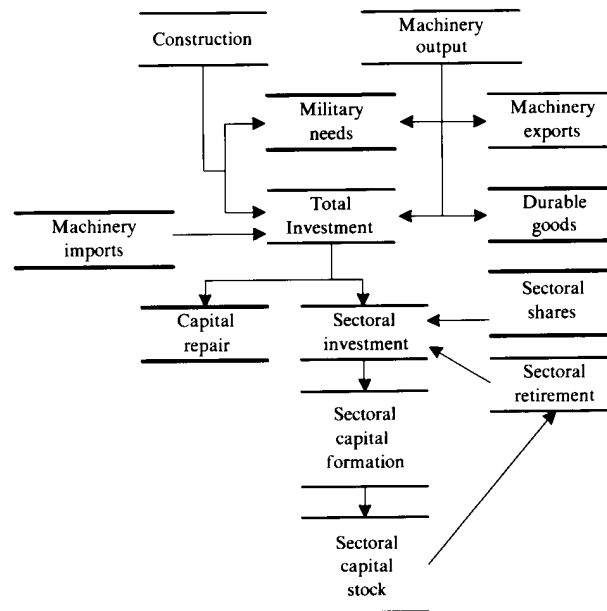 Construction
Machinery
output
Military
needs
Machinery
exports
Total
Investment
Durable
goods
Machinery
imports
Capital
repair
Sectoral
investment
Sectoral
shares
Sectoral
retirement
Sectoral
capital
formation
Sectoral
capital
stock